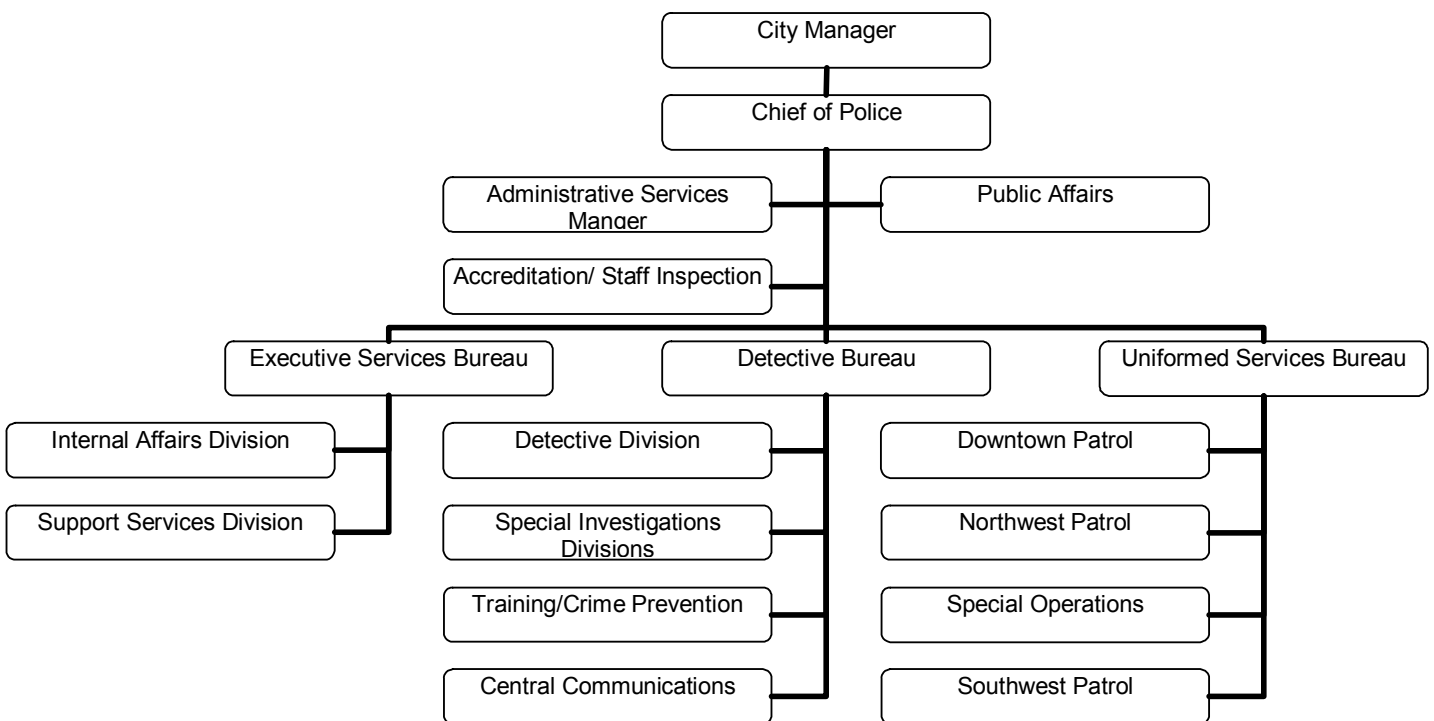 City Manager
Chief of Police
Administrative Services
Manger
Public Affairs
Accreditation/ Staff Inspection
Executive Services Bureau
Detective Bureau
Uniformed Services Bureau
Internal Affairs Division
Detective Division
Downtown Patrol
Support Services Division
Special Investigations
Divisions
Northwest Patrol
Training/Crime Prevention
Special Operations
Central Communications
Southwest Patrol